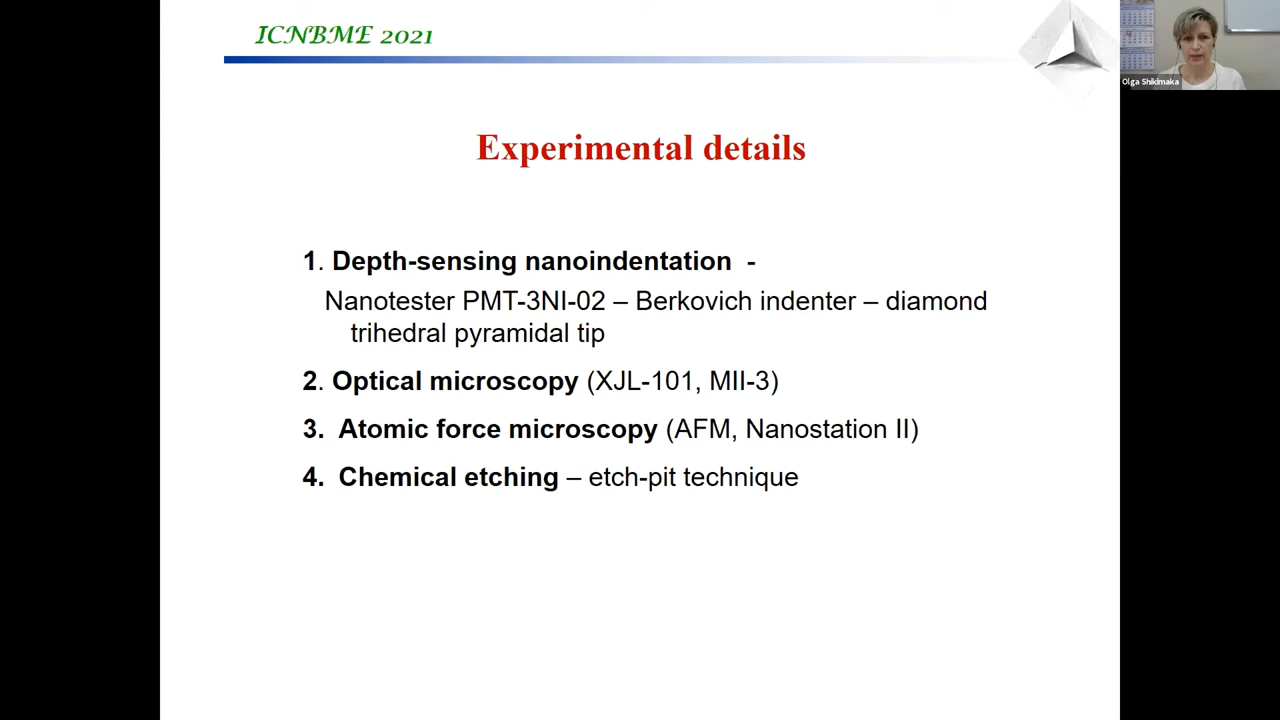 ICNBME 2021
Olga Shikimaka
Experimental details
1. Depth-sensing nanoindentation -
Nanotester PMT-3NI-02 – Berkovich indenter – diamond
trihedral pyramidal tip
2. Optical microscopy (XJL-101, MII-3)
3. Atomic force microscopy (AFM, Nanostation II)
4. Chemical etching – etch-pit technique